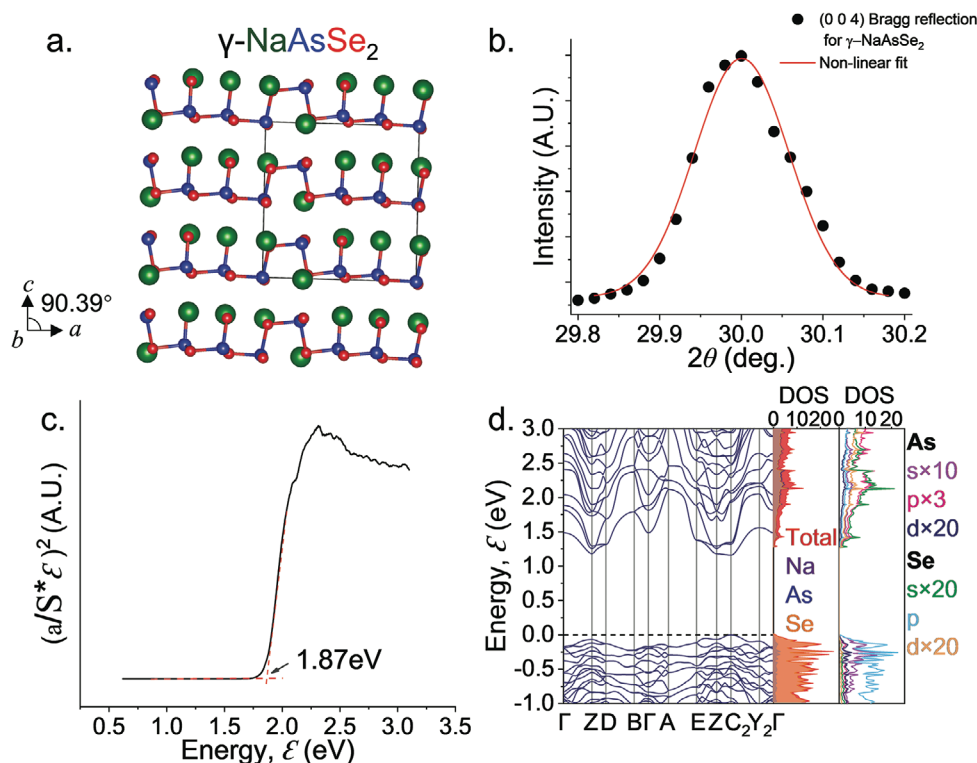 a.
γ-NaAsSe₂
c
90.39°
b
a
b.
(0 0 4) Bragg reflection
for γ–NaAsSe₂
Non-linear fit
Intensity (A.U.)
29.8 29.9 30.0 30.1 30.2
2θ (deg.)
c.
(a/S*ℰ)² (A.U.)
1.87eV
0.5 1.0 1.5 2.0 2.5 3.0 3.5
Energy, ℰ (eV)
d.
Energy, ℰ (eV)
3.0
2.5
2.0
1.5
1.0
0.5
0.0
-0.5
-1.0
Γ ZD BΓ A EZC₂Y₂Γ
DOS
0 10 20
Total
Na
As
Se
DOS
0 10 20
As
s×10
p×3
d×20
Se
s×20
p
d×20